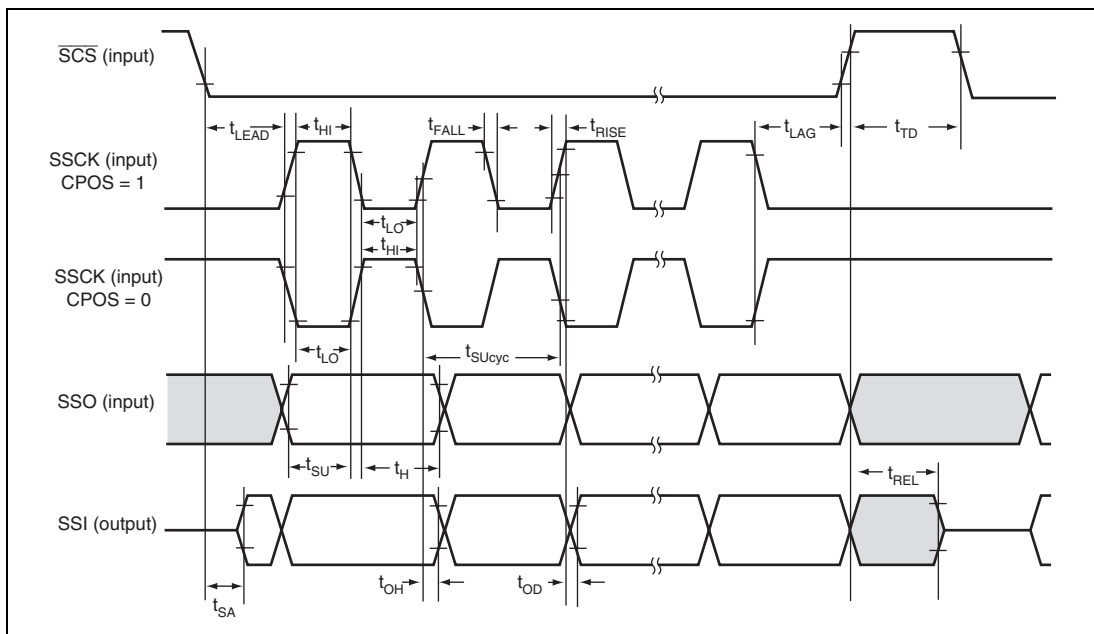 SCS (input)
tLEAD
tHI
tFALL
tRISE
tLAG
tTD
SSCK (input)
CPOS = 1
tLO
tHI
SSCK (input)
CPOS = 0
tLO
tSUcyc
SSO (input)
tSU
tH
tREL
SSI (output)
tSA
tOH
tOD